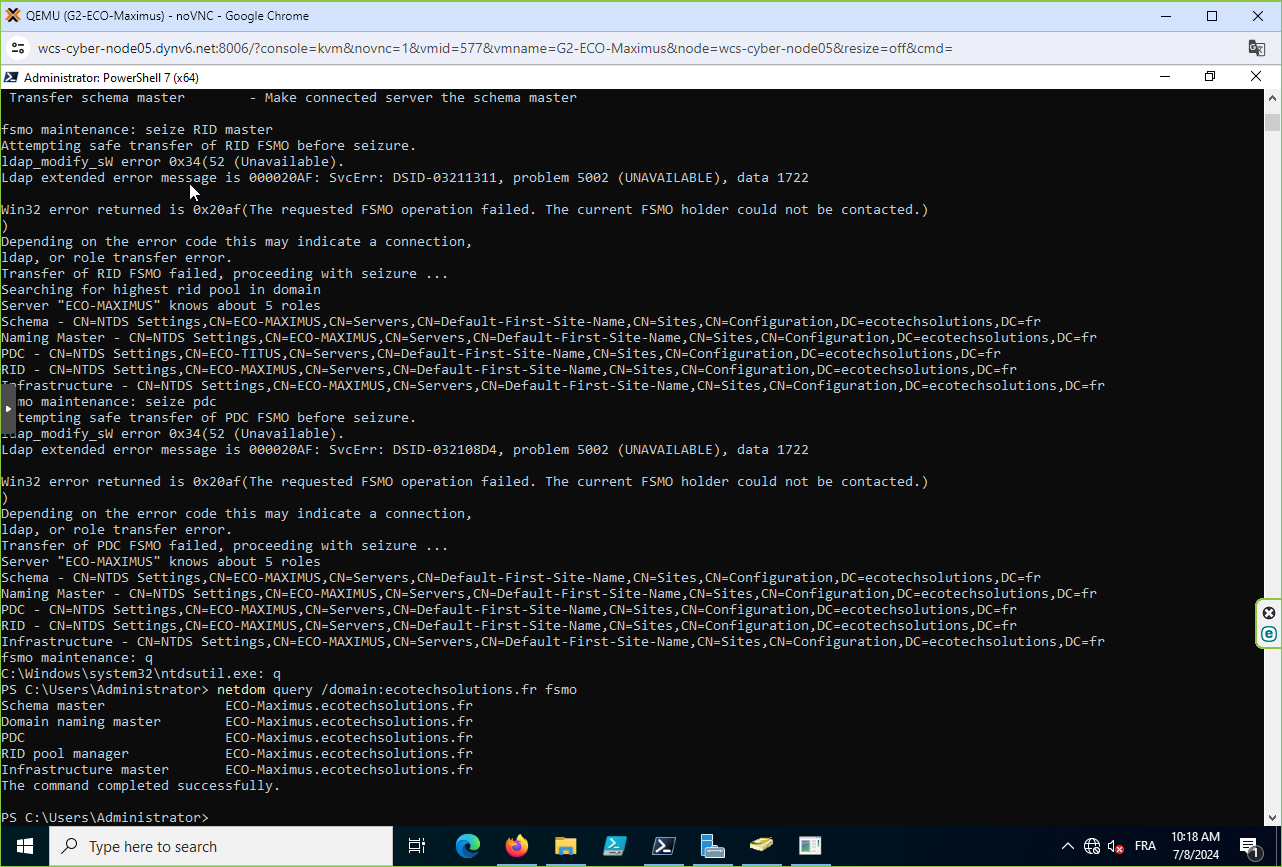 QEMU (G2-ECO-Maximus) - noVNC - Google Chrome
wcs-cyber-node05.dynv6.net:8006/?console=kvm&novnc=1&vmid=577&vmname=G2-ECO-Maximus&node=wcs-cyber-node05&resize=off&cmd=
Administrator: PowerShell 7 (x64)
Transfer schema master - Make connected server the schema master
fsmo maintenance: seize RID master
Attempting safe transfer of RID FSMO before seizure.
ldap_modify_sW error 0x34(52 (Unavailable).
Ldap extended error message is 000020AF: SvcErr: DSID-03211311, problem 5002 (UNAVAILABLE), data 1722
Win32 error returned is 0x20af(The requested FSMO operation failed. The current FSMO holder could not be contacted.)
)
Depending on the error code this may indicate a connection,
ldap, or role transfer error.
Transfer of RID FSMO failed, proceeding with seizure ...
Searching for highest rid pool in domain
Server "ECO-MAXIMUS" knows about 5 roles
Schema - CN=NTDS Settings,CN=ECO-MAXIMUS,CN=Servers,CN=Default-First-Site-Name,CN=Sites,CN=Configuration,DC=ecotechsolutions,DC=fr
Naming Master - CN=NTDS Settings,CN=ECO-MAXIMUS,CN=Servers,CN=Default-First-Site-Name,CN=Sites,CN=Configuration,DC=ecotechsolutions,DC=fr
PDC - CN=NTDS Settings,CN=ECO-TITUS,CN=Servers,CN=Default-First-Site-Name,CN=Sites,CN=Configuration,DC=ecotechsolutions,DC=fr
RID - CN=NTDS Settings,CN=ECO-MAXIMUS,CN=Servers,CN=Default-First-Site-Name,CN=Sites,CN=Configuration,DC=ecotechsolutions,DC=fr
Infrastructure - CN=NTDS Settings,CN=ECO-MAXIMUS,CN=Servers,CN=Default-First-Site-Name,CN=Sites,CN=Configuration,DC=ecotechsolutions,DC=fr
mo maintenance: seize pdc
tempting safe transfer of PDC FSMO before seizure.
ldap_modify_sW error 0x34(52 (Unavailable).
Ldap extended error message is 000020AF: SvcErr: DSID-032108D4, problem 5002 (UNAVAILABLE), data 1722
Win32 error returned is 0x20af(The requested FSMO operation failed. The current FSMO holder could not be contacted.)
)
Depending on the error code this may indicate a connection,
ldap, or role transfer error.
Transfer of PDC FSMO failed, proceeding with seizure ...
Server "ECO-MAXIMUS" knows about 5 roles
Schema - CN=NTDS Settings,CN=ECO-MAXIMUS,CN=Servers,CN=Default-First-Site-Name,CN=Sites,CN=Configuration,DC=ecotechsolutions,DC=fr
Naming Master - CN=NTDS Settings,CN=ECO-MAXIMUS,CN=Servers,CN=Default-First-Site-Name,CN=Sites,CN=Configuration,DC=ecotechsolutions,DC=fr
PDC - CN=NTDS Settings,CN=ECO-MAXIMUS,CN=Servers,CN=Default-First-Site-Name,CN=Sites,CN=Configuration,DC=ecotechsolutions,DC=fr
RID - CN=NTDS Settings,CN=ECO-MAXIMUS,CN=Servers,CN=Default-First-Site-Name,CN=Sites,CN=Configuration,DC=ecotechsolutions,DC=fr
Infrastructure - CN=NTDS Settings,CN=ECO-MAXIMUS,CN=Servers,CN=Default-First-Site-Name,CN=Sites,CN=Configuration,DC=ecotechsolutions,DC=fr
fsmo maintenance: q
C:\Windows\system32\ntdsutil.exe: q
PS C:\Users\Administrator> netdom query /domain:ecotechsolutions.fr fsmo
Schema master ECO-Maximus.ecotechsolutions.fr
Domain naming master ECO-Maximus.ecotechsolutions.fr
PDC ECO-Maximus.ecotechsolutions.fr
RID pool manager ECO-Maximus.ecotechsolutions.fr
Infrastructure master ECO-Maximus.ecotechsolutions.fr
The command completed successfully.
PS C:\Users\Administrator>
Type here to search
FRA
10:18 AM
7/8/2024
1